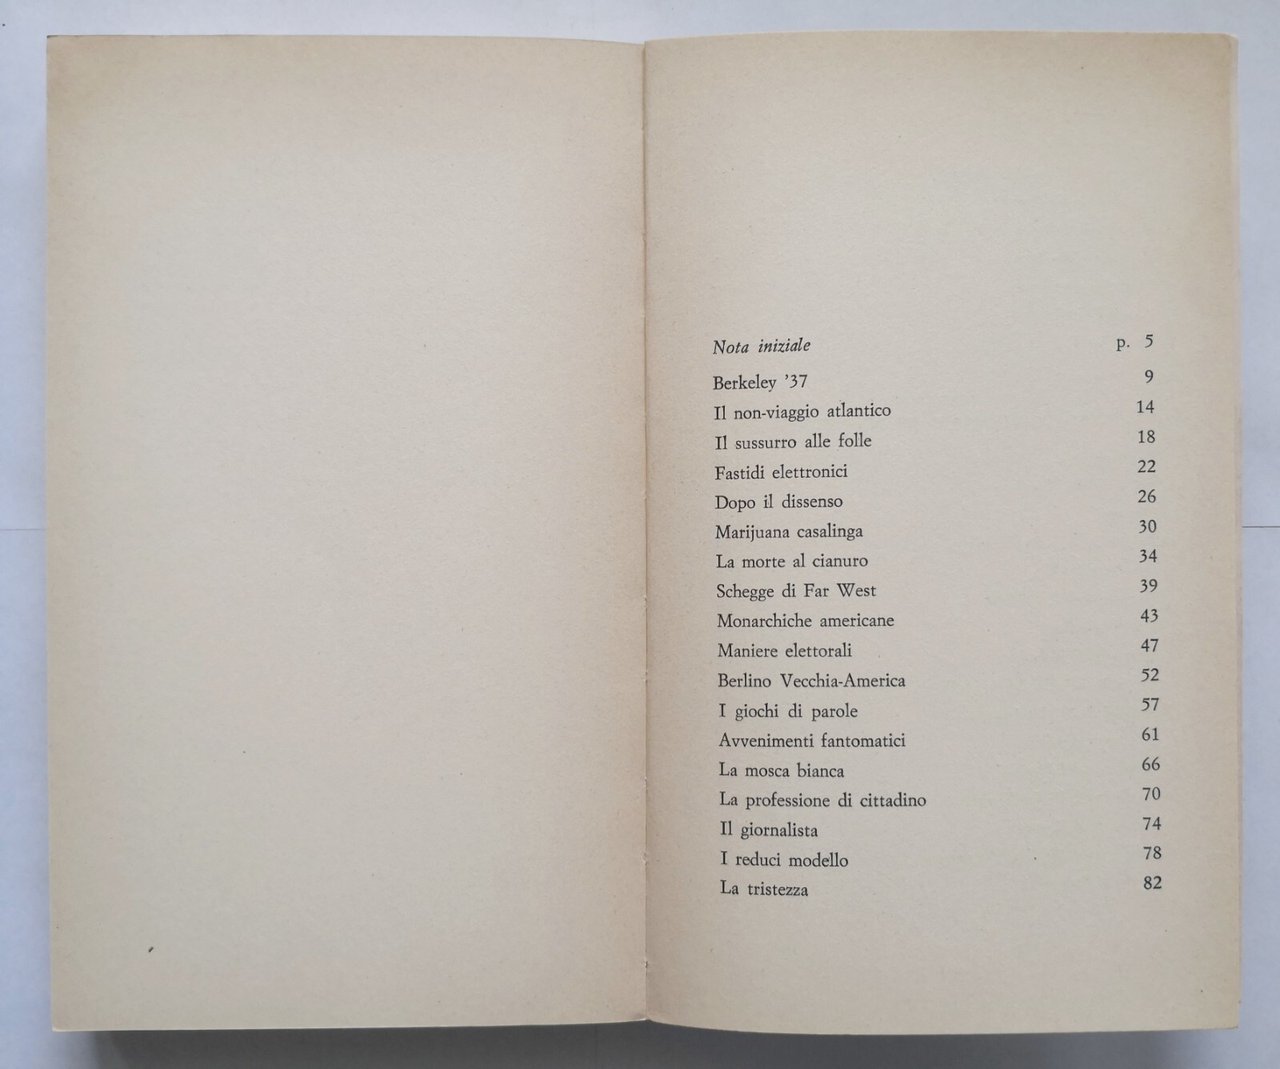 Nota iniziale p. 5
Berkeley ’37 9
Il non-viaggio atlantico 14
Il sussurro alle folle 18
Fastidi elettronici 22
Dopo il dissenso 26
Marijuana casalinga 30
La morte al cianuro 34
Schegge di Far West 39
Monarchiche americane 43
Maniere elettorali 47
Berlino Vecchia-America 52
I giochi di parole 57
Avvenimenti fantomatici 61
La mosca bianca 66
La professione di cittadino 70
Il giornalista 74
I reduci modello 78
La tristezza 82